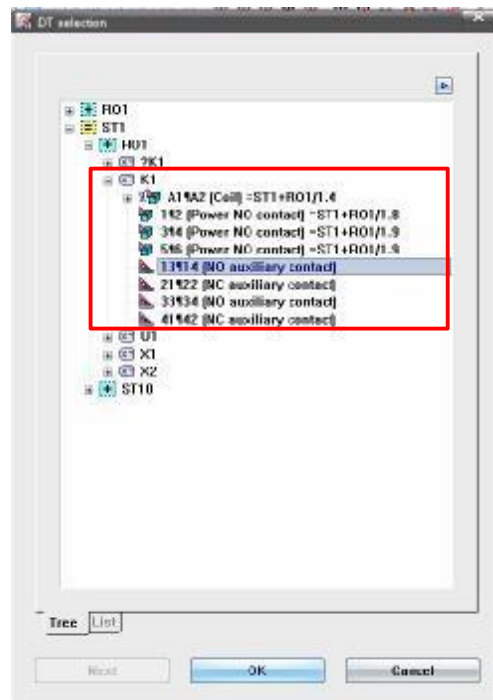 DT selection
RO1
ST1
HO1
?K1
K1
A1¶A2 (Coil) =ST1+RO1/1.4
1¶2 (Power NO contact) =ST1+RO1/1.8
3¶4 (Power NO contact) =ST1+RO1/1.9
5¶6 (Power NO contact) =ST1+RO1/1.9
13¶14 (NO auxiliary contact)
21¶22 (NC auxiliary contact)
33¶34 (NO auxiliary contact)
41¶42 (NC auxiliary contact)
U1
X1
X2
ST10
Tree List
Next OK Cancel